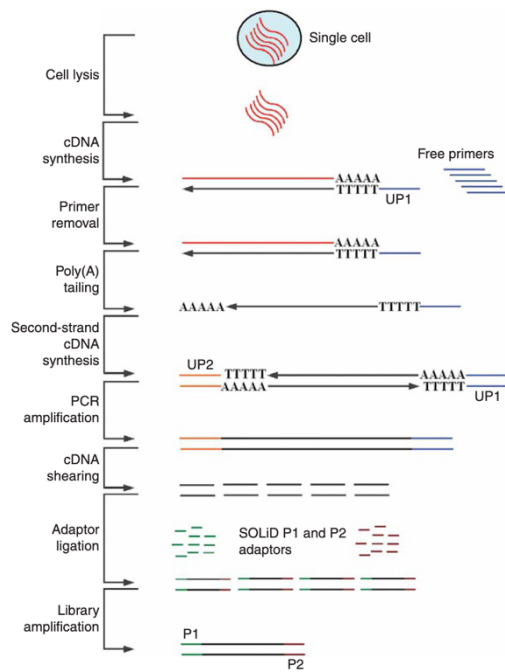 Single cell
Cell lysis
cDNA
synthesis
Free primers
AAAAA
TTTTT
UP1
Primer
removal
AAAAA
TTTTT
Poly(A)
tailing
AAAAA
TTTTT
Second-strand
cDNA
synthesis
UP2
TTTTT
AAAAA
AAAAA
TTTTT
UP1
PCR
amplification
cDNA
shearing
Adaptor
ligation
SOLiD P1 and P2
adaptors
Library
amplification
P1
P2